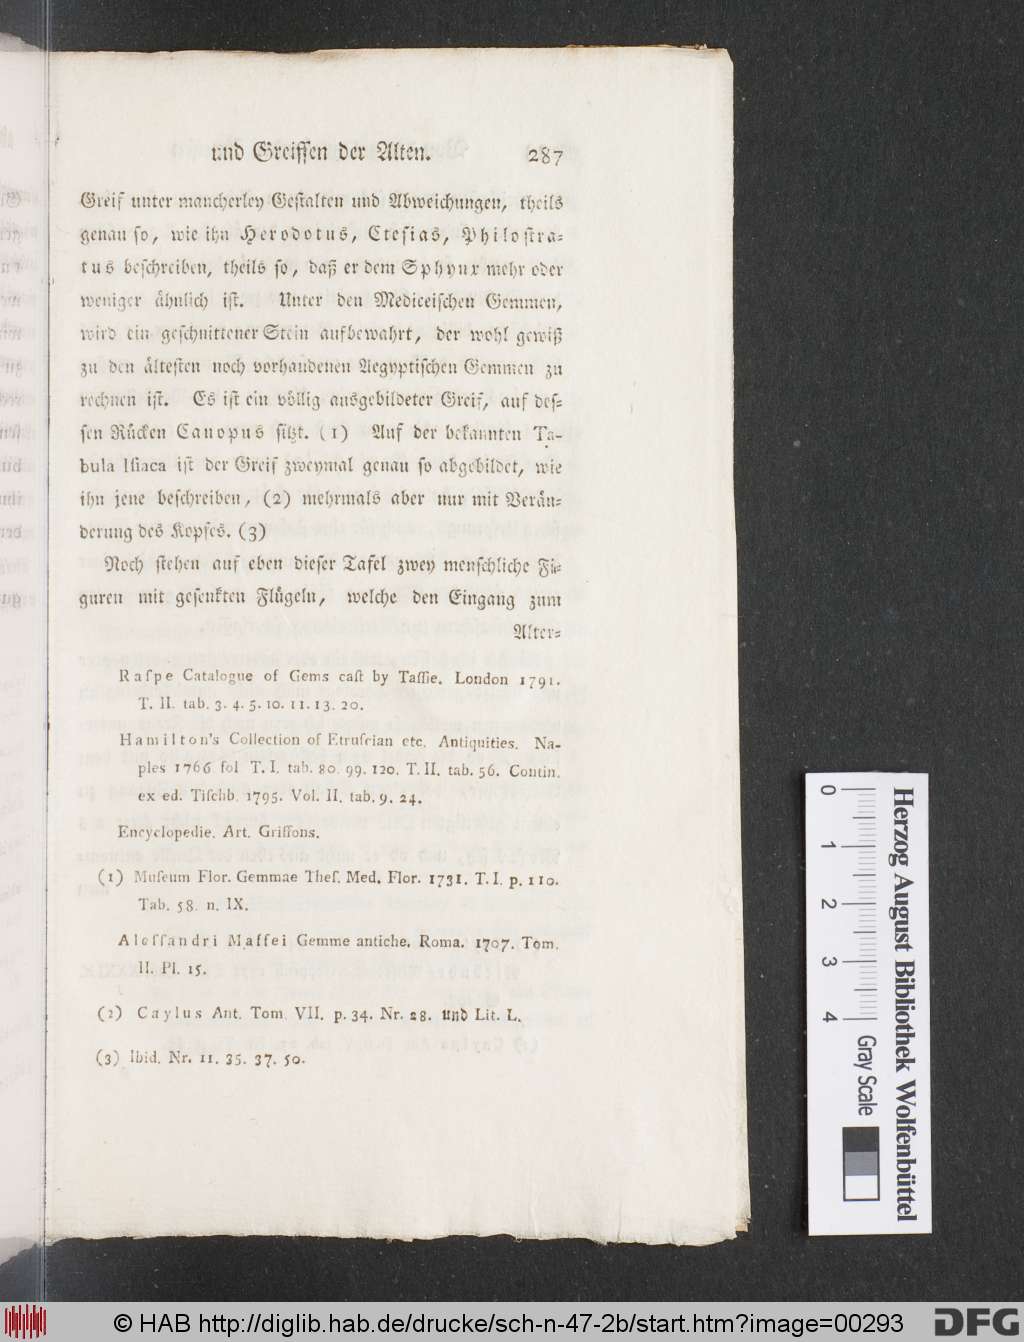 und Greiffen der Alten. 287
Greif unter mancherley Gestalten und Abweichungen, theils
genau so, wie ihn Herodotus, Ctesias, Philostra-
tus beschreiben, theils so, daß er dem Sphynx mehr oder
weniger ähnlich ist. Unter den Mediceischen Gemmen,
wird ein geschnittener Stein aufbewahrt, der wohl gewiß
zu den ältesten noch vorhandenen Aegyptischen Gemmen zu
rechnen ist. Es ist ein völlig ausgebildeter Greif, auf des-
sen Rücken Canopus sitzt. (1) Auf der bekannten Ta-
bula Isiaca ist der Greif zweymal genau so abgebildet, wie
ihn jene beschreiben, (2) mehrmals aber nur mit Verän-
derung des Kopfes. (3)
Noch stehen auf eben dieser Tafel zwey menschliche Fi-
guren mit gesenkten Flügeln, welche den Eingang zum
Alter-
Raspe Catalogue of Gems cast by Tassie. London 1791.
T. II. tab. 3. 4. 5. 10. 11. 13. 20.
Hamilton's Collection of Etruscian etc. Antiquities. Na-
ples 1766 fol T. I. tab. 80. 99. 120. T. II. tab. 56. Contin.
ex ed. Tischb. 1795. Vol. II. tab. 9. 24.
Encyclopedie. Art. Griffons.
(1) Museum Flor. Gemmae Thes. Med. Flor. 1731. T. I. p. 110.
Tab. 58. n. IX.
Alessandri Maffei Gemme antiche. Roma. 1707. Tom.
II. Pl. 15.
(2) Caylus Ant. Tom VII. p. 34. Nr. 28. und Lit. L.
(3) Ibid. Nr. 11. 35. 37. 50.
Herzog August Bibliothek Wolfenbüttel
0 1 2 3 4 Gray Scale
© HAB http://diglib.hab.de/drucke/sch-n-47-2b/start.htm?image=00293
DFG